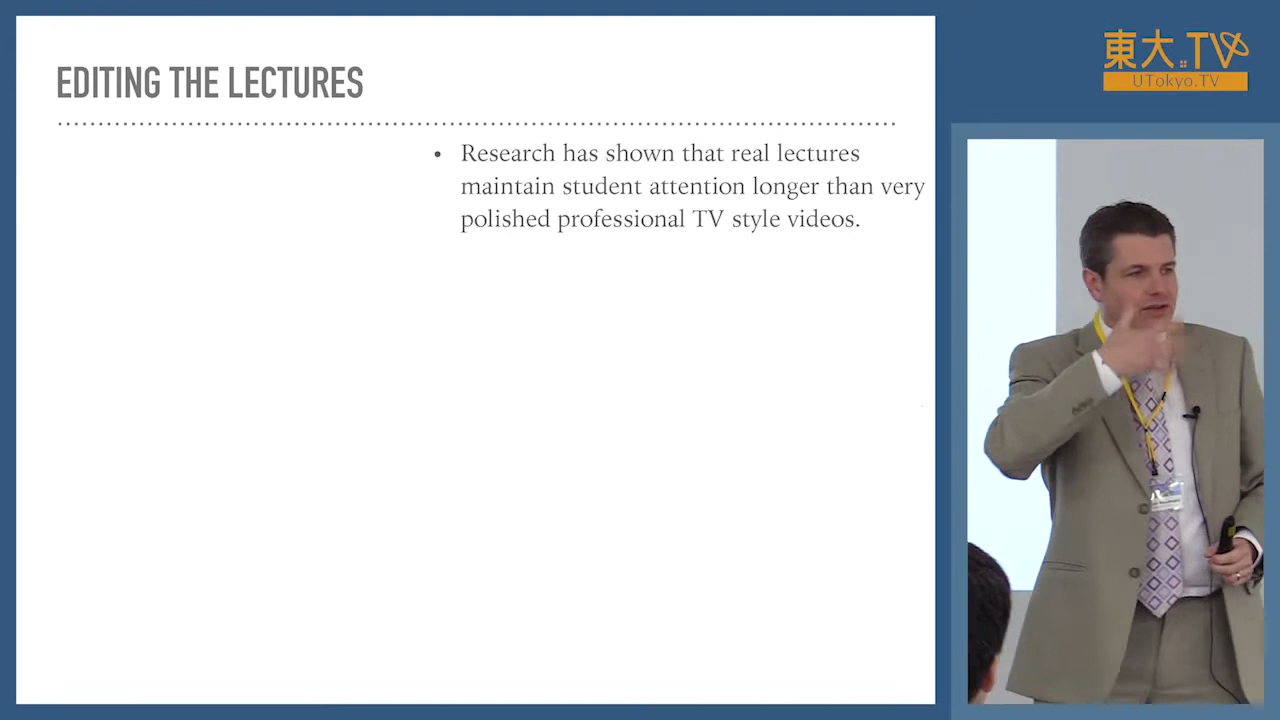 EDITING THE LECTURES
• Research has shown that real lectures
maintain student attention longer than very
polished professional TV style videos.
東大.TV
UTokyo.TV